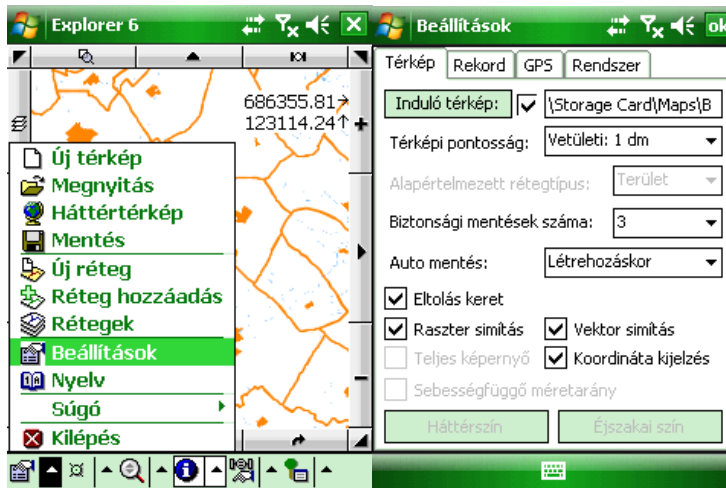 Explorer 6
686355.81
123114.24
Új térkép
Megnyitás
Háttértérkép
Mentés
Új réteg
Réteg hozzáadás
Rétegek
Beállítások
Nyelv
Súgó
Kilépés
Beállítások
ok
Térkép
Rekord
GPS
Rendszer
Induló térkép:
\Storage Card\Maps\B
Térképi pontosság:
Vetületi: 1 dm
Alapértelmezett rétegtípus:
Terület
Biztonsági mentések száma:
3
Auto mentés:
Létrehozáskor
Eltolás keret
Raszter simítás
Vektor simítás
Teljes képernyő
Koordináta kijelzés
Sebességfüggő méretarány
Háttérszín
Éjszakai szín